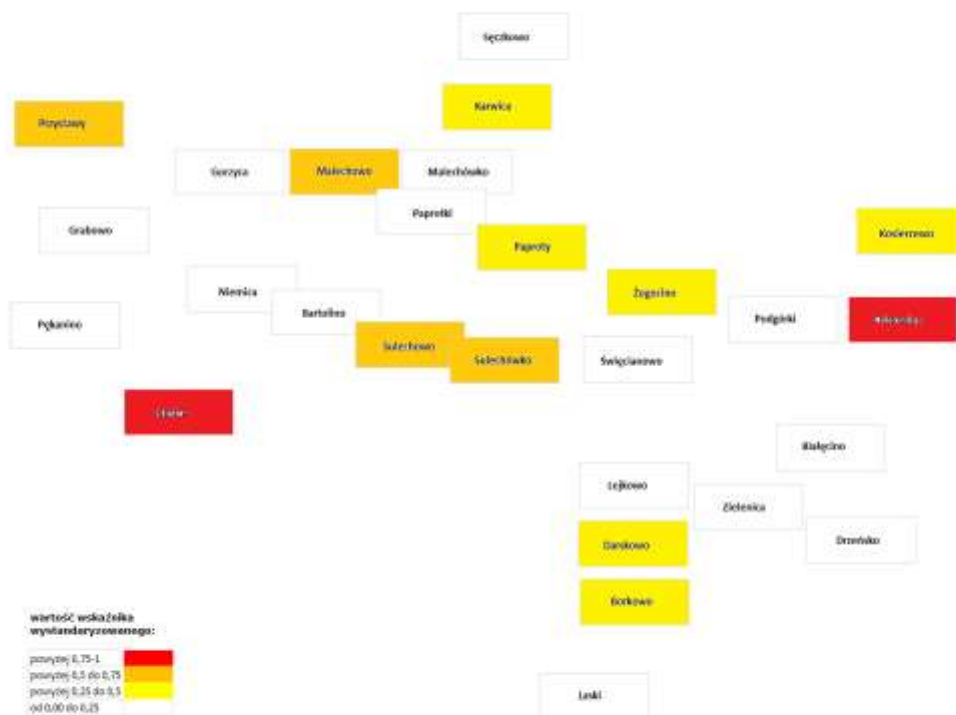 Sęczkowo
Karwice
Przystawy
Gorzyca
Malechowo
Malechówko
Paprotki
Grabowo
Paproty
Kosierzewo
Niemica
Żegocino
Bartolino
Pękanino
Podgórki
Sulechowo
Sulechówko
Święcianowo
Białęcino
Lejkowo
Zielenica
Darskowo
Drzeńsko
Borkowo
wartość wskaźnika
wystandaryzowanego:
powyżej 0,75-1
powyżej 0,5 do 0,75
powyżej 0,25 do 0,5
od 0,00 do 0,25
Laski